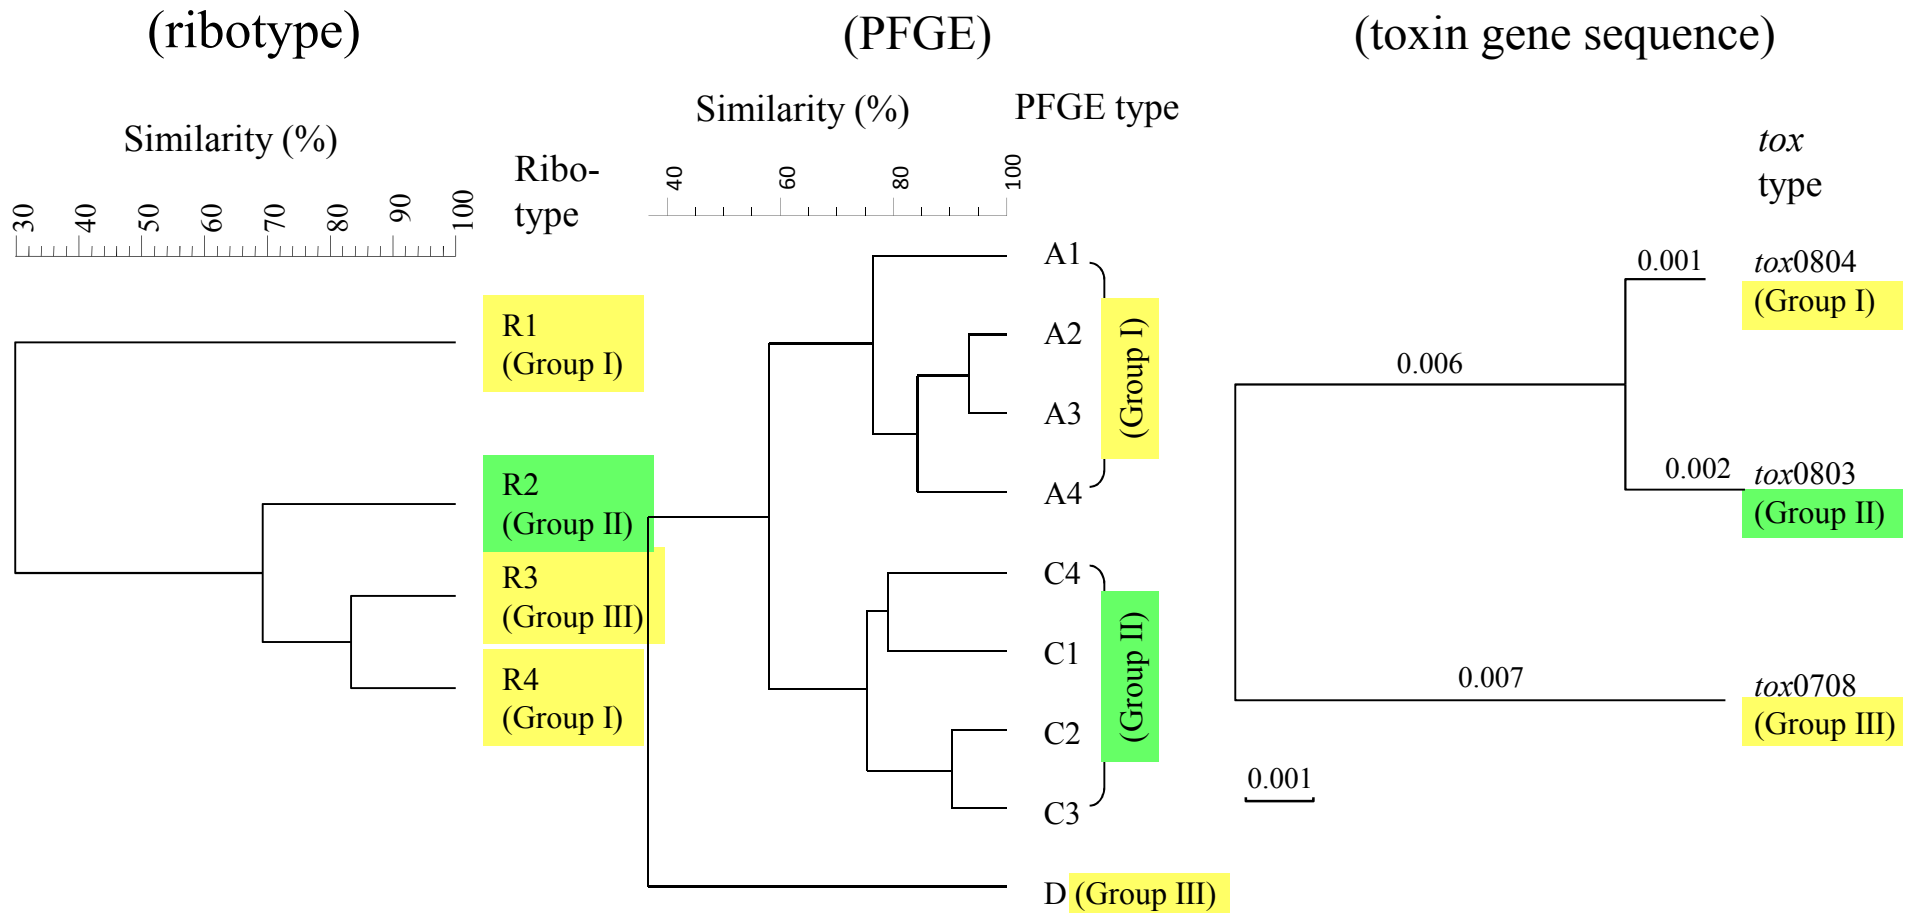 (ribotype)
Similarity (%)
30 40 50 60 70 80 90 100
Ribo-
type
R1
(Group I)
R2
(Group II)
R3
(Group III)
R4
(Group I)
(PFGE)
Similarity (%)
PFGE type
40 60 80 100
A1
A2
A3
A4
(Group I)
C4
C1
C2
C3
(Group II)
D (Group III)
(toxin gene sequence)
tox
type
0.001
tox0804
(Group I)
0.006
0.002
tox0803
(Group II)
0.007
tox0708
(Group III)
0.001